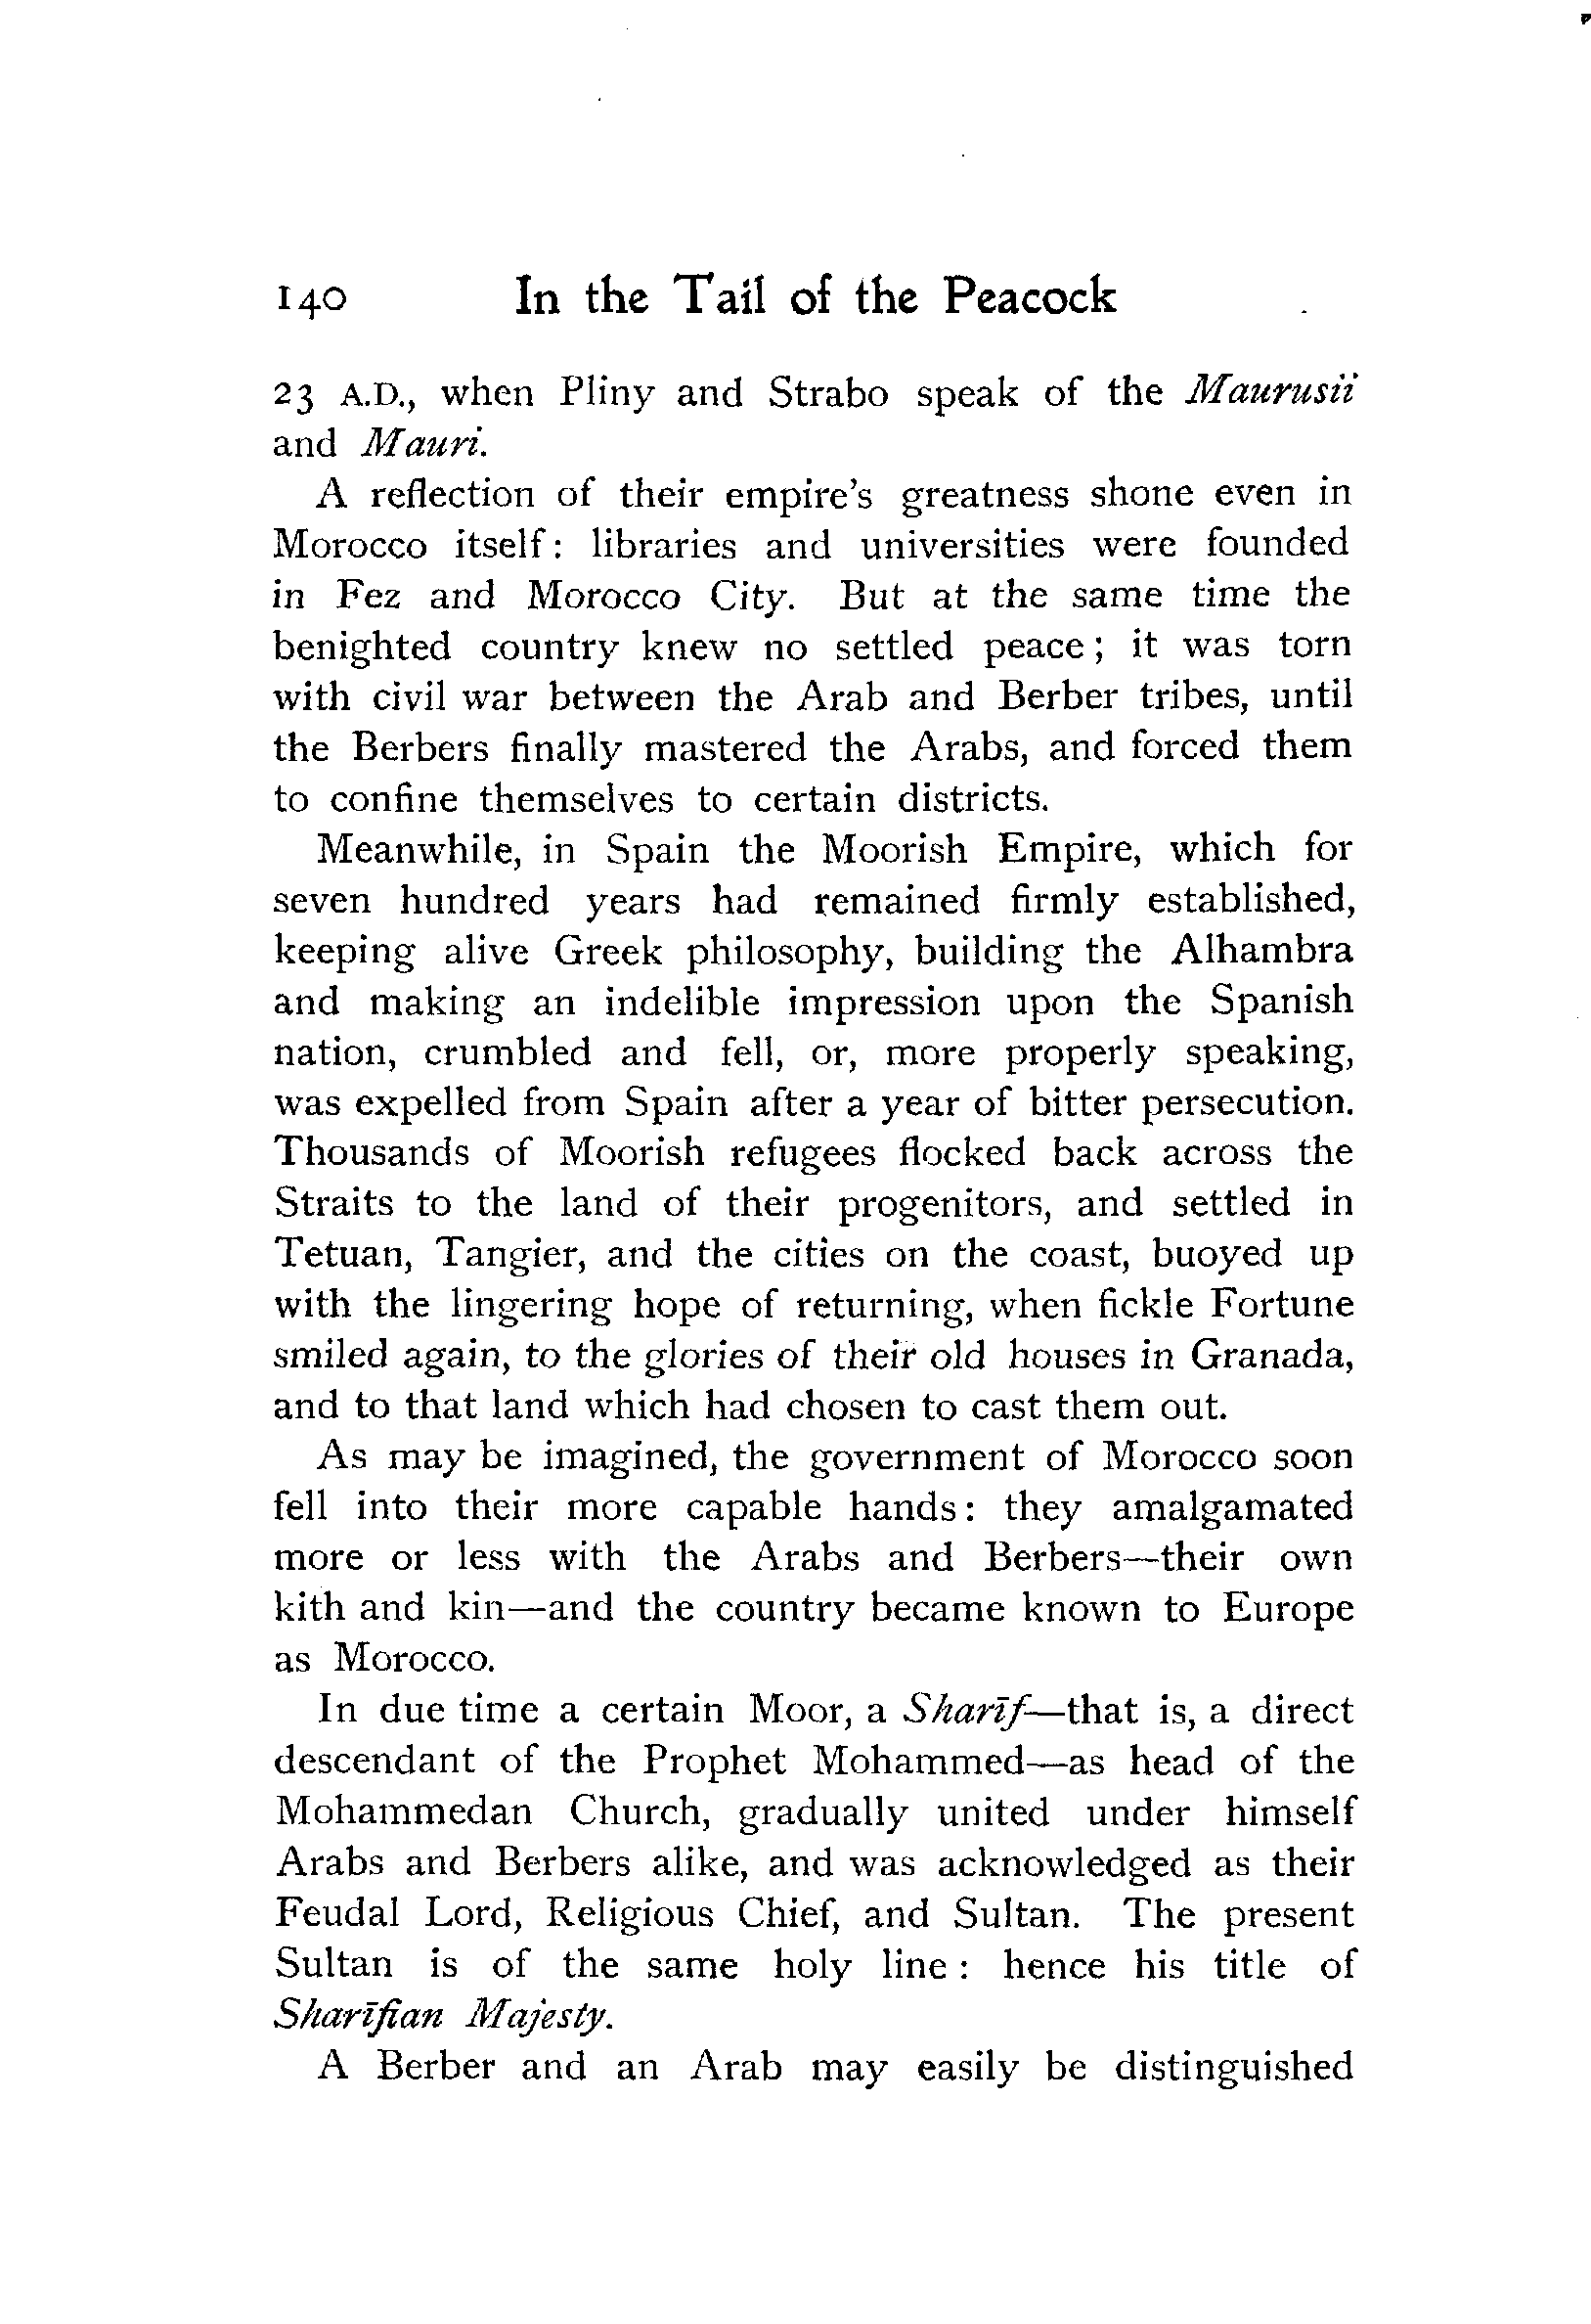 140 In the Tail of the Peacock
23 A.D., when Pliny and Strabo speak of the Maurusii
and Mauri.
A reflection of their empire's greatness shone even in
Morocco itself: libraries and universities were founded
in Fez and Morocco City. But at the same time the
benighted country knew no settled peace; it was torn
with civil war between the Arab and Berber tribes, until
the Berbers finally mastered the Arabs, and forced them
to confine themselves to certain districts.
Meanwhile, in Spain the Moorish Empire, which for
seven hundred years had remained firmly established,
keeping alive Greek philosophy, building the Alhambra
and making an indelible impression upon the Spanish
nation, crumbled and fell, or, more properly speaking,
was expelled from Spain after a year of bitter persecution.
Thousands of Moorish refugees flocked back across the
Straits to the land of their progenitors, and settled in
Tetuan, Tangier, and the cities on the coast, buoyed up
with the lingering hope of returning, when fickle Fortune
smiled again, to the glories of their old houses in Granada,
and to that land which had chosen to cast them out.
As may be imagined, the government of Morocco soon
fell into their more capable hands: they amalgamated
more or less with the Arabs and Berbers—their own
kith and kin—and the country became known to Europe
as Morocco.
In due time a certain Moor, a Sharīf—that is, a direct
descendant of the Prophet Mohammed—as head of the
Mohammedan Church, gradually united under himself
Arabs and Berbers alike, and was acknowledged as their
Feudal Lord, Religious Chief, and Sultan. The present
Sultan is of the same holy line: hence his title of
Sharīfian Majesty.
A Berber and an Arab may easily be distinguished